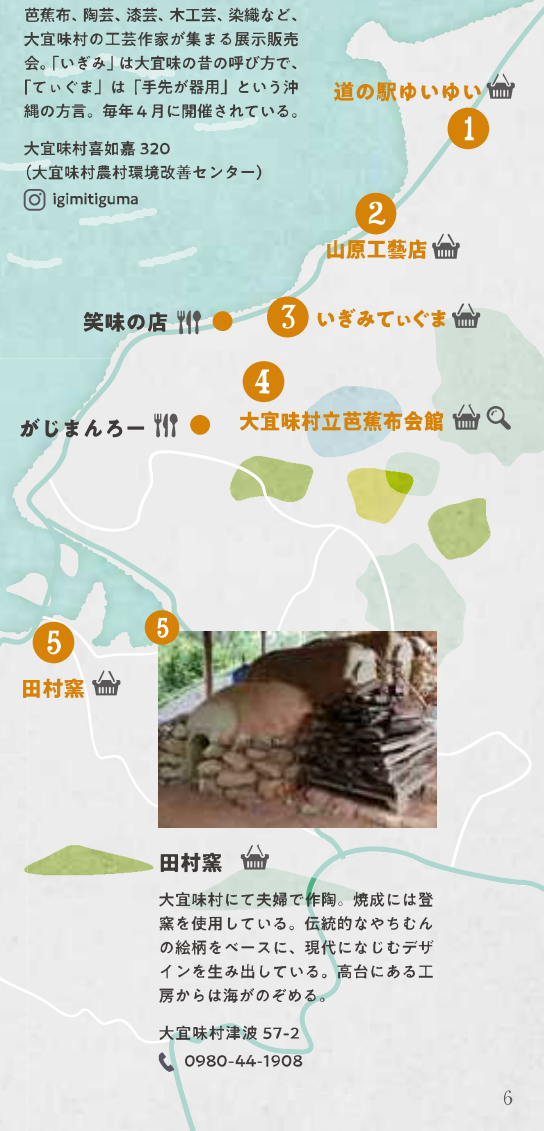 芭蕉布、陶芸、漆芸、木工芸、染織など、
大宜味村の工芸作家が集まる展示販売
会。「いぎみ」は大宜味の昔の呼び方で、
「てぃぐま」は「手先が器用」という沖
縄の方言。毎年4月に開催されている。
大宜味村喜如嘉 320
(大宜味村農村環境改善センター)
igimitiguma
道の駅ゆいゆい
1
2
山原工藝店
笑味の店
3 いぎみてぃぐま
4
がじまんろー
大宜味村立芭蕉布会館
5
5
田村窯
田村窯
大宜味村にて夫婦で作陶。焼成には登
窯を使用している。伝統的なやちむん
の絵柄をベースに、現代になじむデザ
インを生み出している。高台にある工
房からは海がのぞめる。
大宜味村津波 57-2
0980-44-1908
6